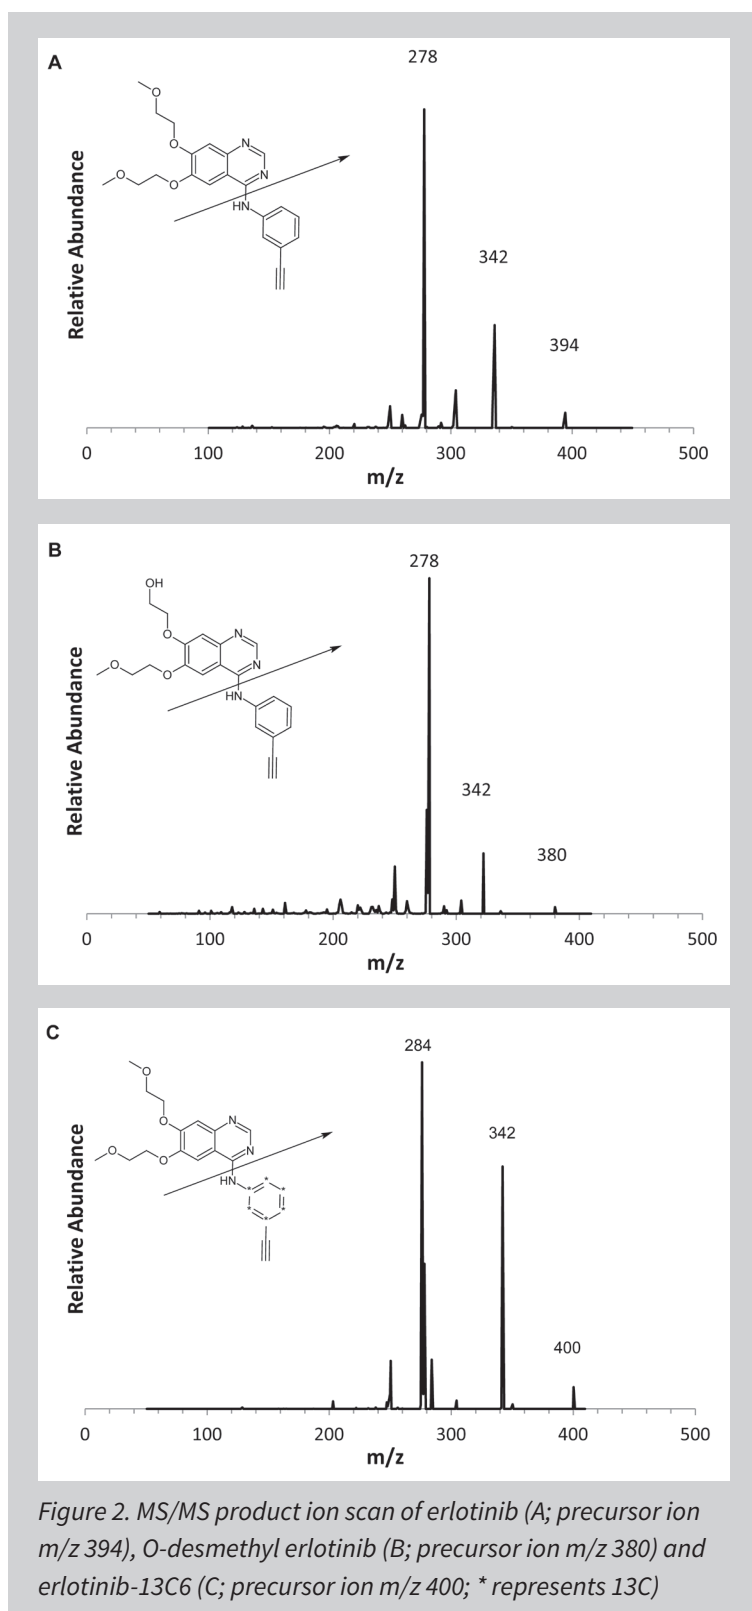 A
278
342
394
Relative Abundance
O
O
O
O
N
N
HN
0 100 200 300 400 500
m/z
B
278
342
380
Relative Abundance
OH
O
O
O
N
N
HN
0 100 200 300 400 500
m/z
C
284
342
400
Relative Abundance
O
O
O
O
N
N
HN
* * * * * *
0 100 200 300 400 500
m/z
Figure 2. MS/MS product ion scan of erlotinib (A; precursor ion
m/z 394), O-desmethyl erlotinib (B; precursor ion m/z 380) and
erlotinib-13C6 (C; precursor ion m/z 400; * represents 13C)